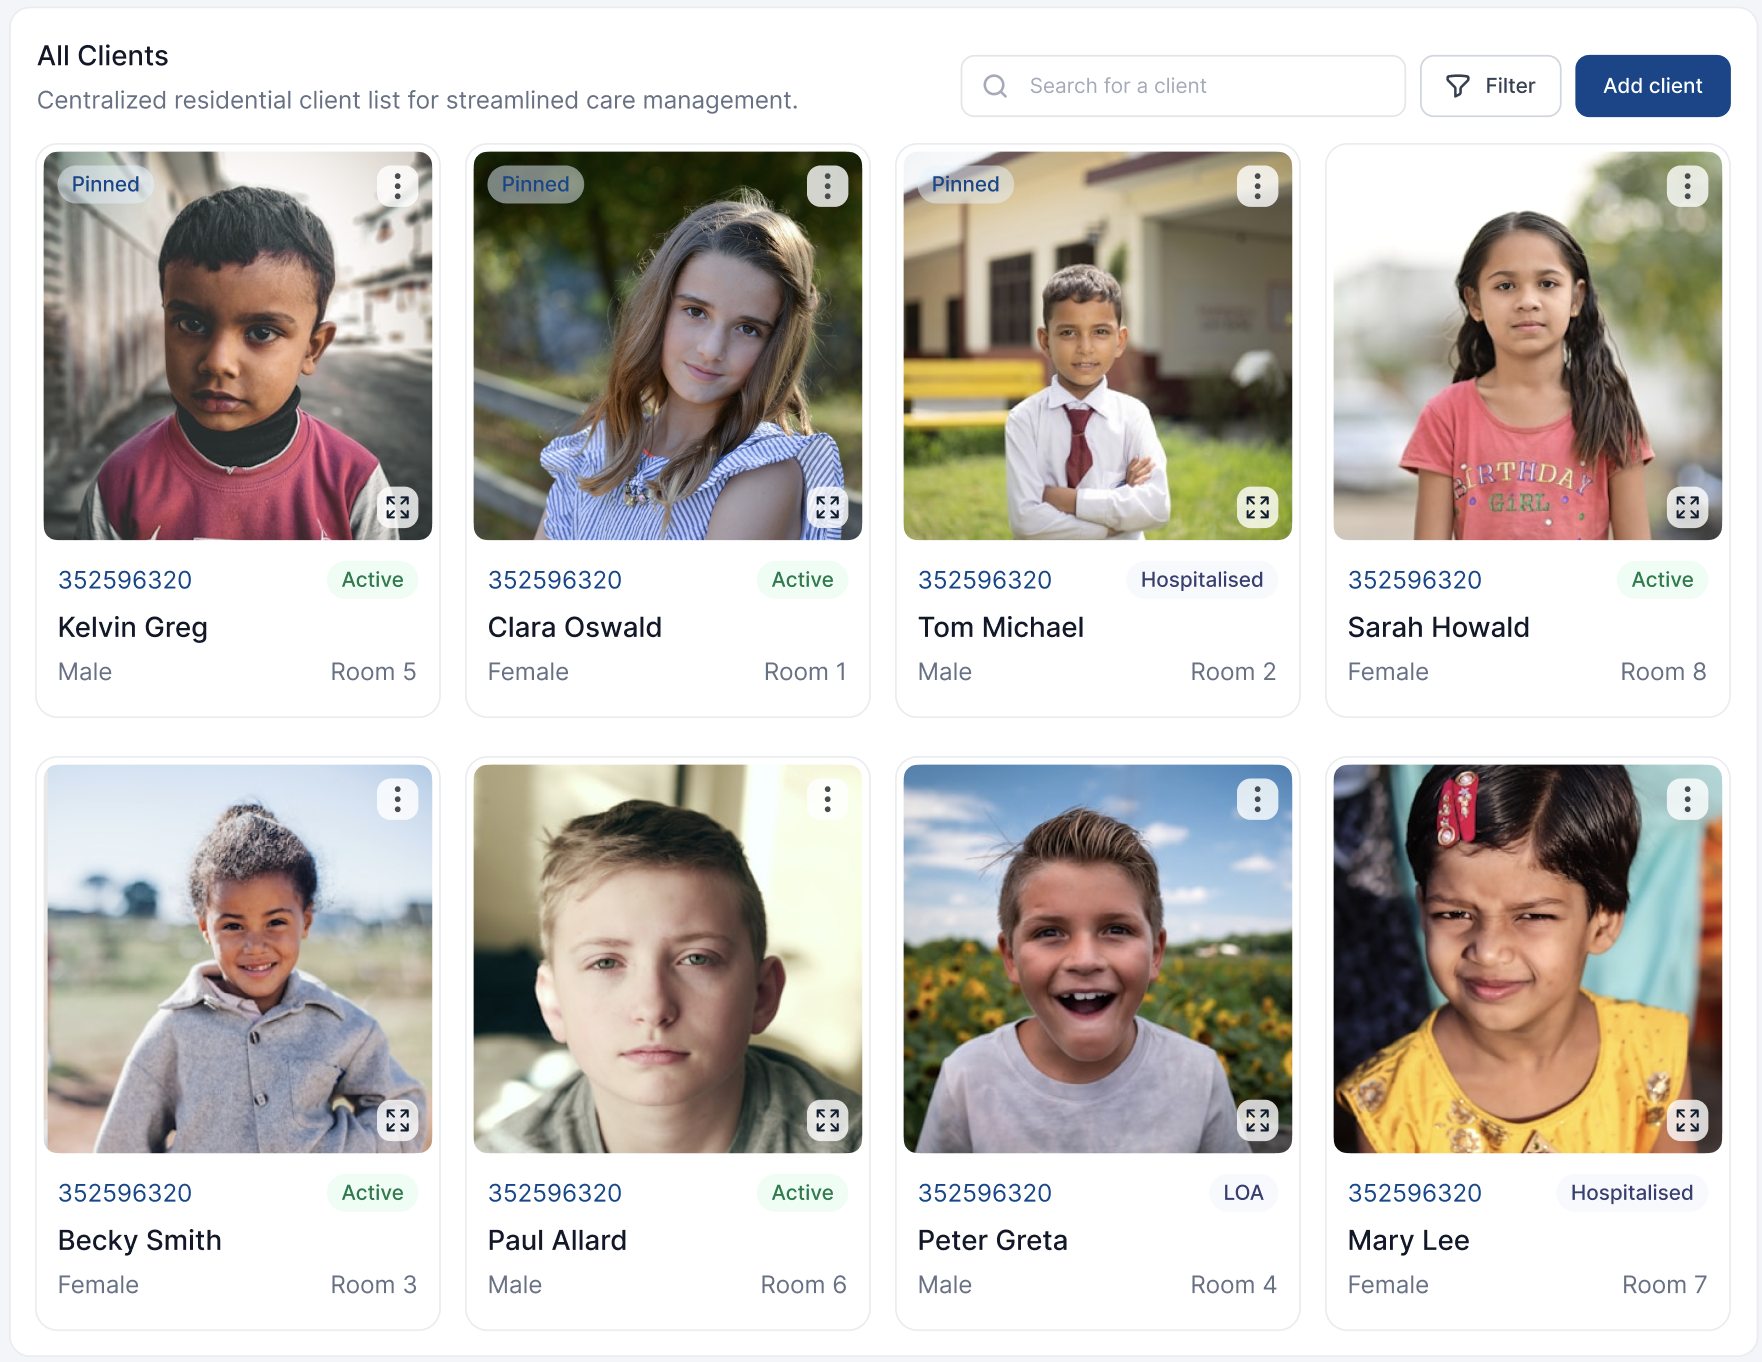 All Clients
Centralized residential client list for streamlined care management.
Search for a client
Filter
Add client
Pinned
Pinned
Pinned
BIRTHDAY
GIRL
352596320 Active
Kelvin Greg
Male Room 5
352596320 Active
Clara Oswald
Female Room 1
352596320 Hospitalised
Tom Michael
Male Room 2
352596320 Active
Sarah Howald
Female Room 8
352596320 Active
Becky Smith
Female Room 3
352596320 Active
Paul Allard
Male Room 6
352596320 LOA
Peter Greta
Male Room 4
352596320 Hospitalised
Mary Lee
Female Room 7